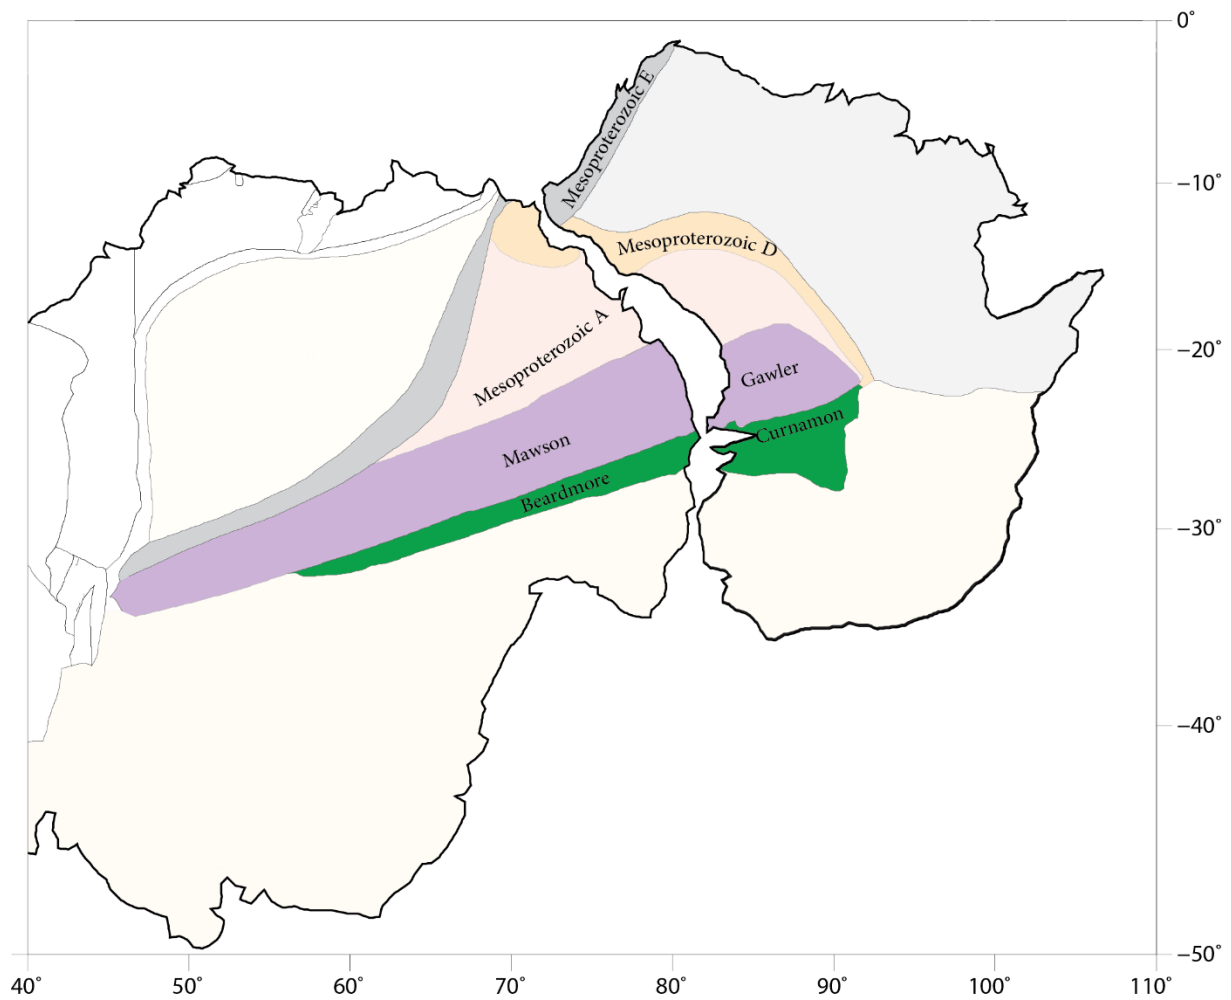 0°
Mesoproterozoic E
−10°
Mesoproterozoic D
Mesoproterozoic A
−20°
Gawler
Curnamon
Mawson
Beardmore
−30°
−40°
−50°
40° 50° 60° 70° 80° 90° 100° 110°